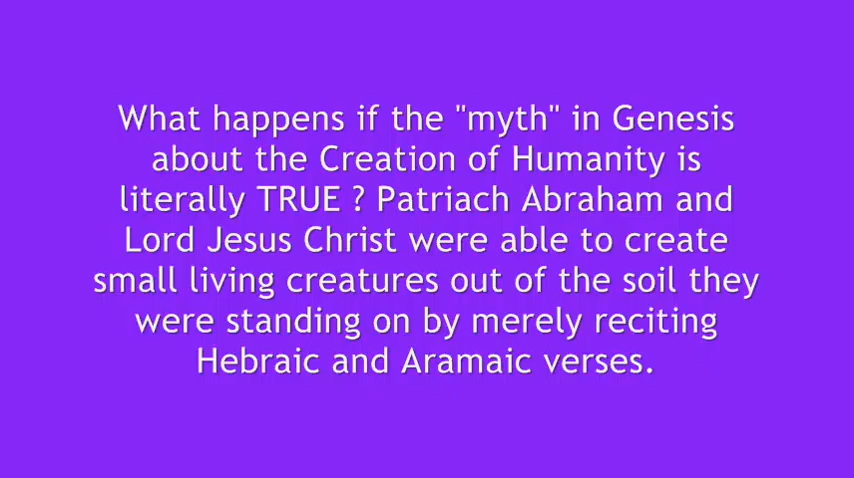 What happens if the "myth" in Genesis
about the Creation of Humanity is
literally TRUE ? Patriach Abraham and
Lord Jesus Christ were able to create
small living creatures out of the soil they
were standing on by merely reciting
Hebraic and Aramaic verses.